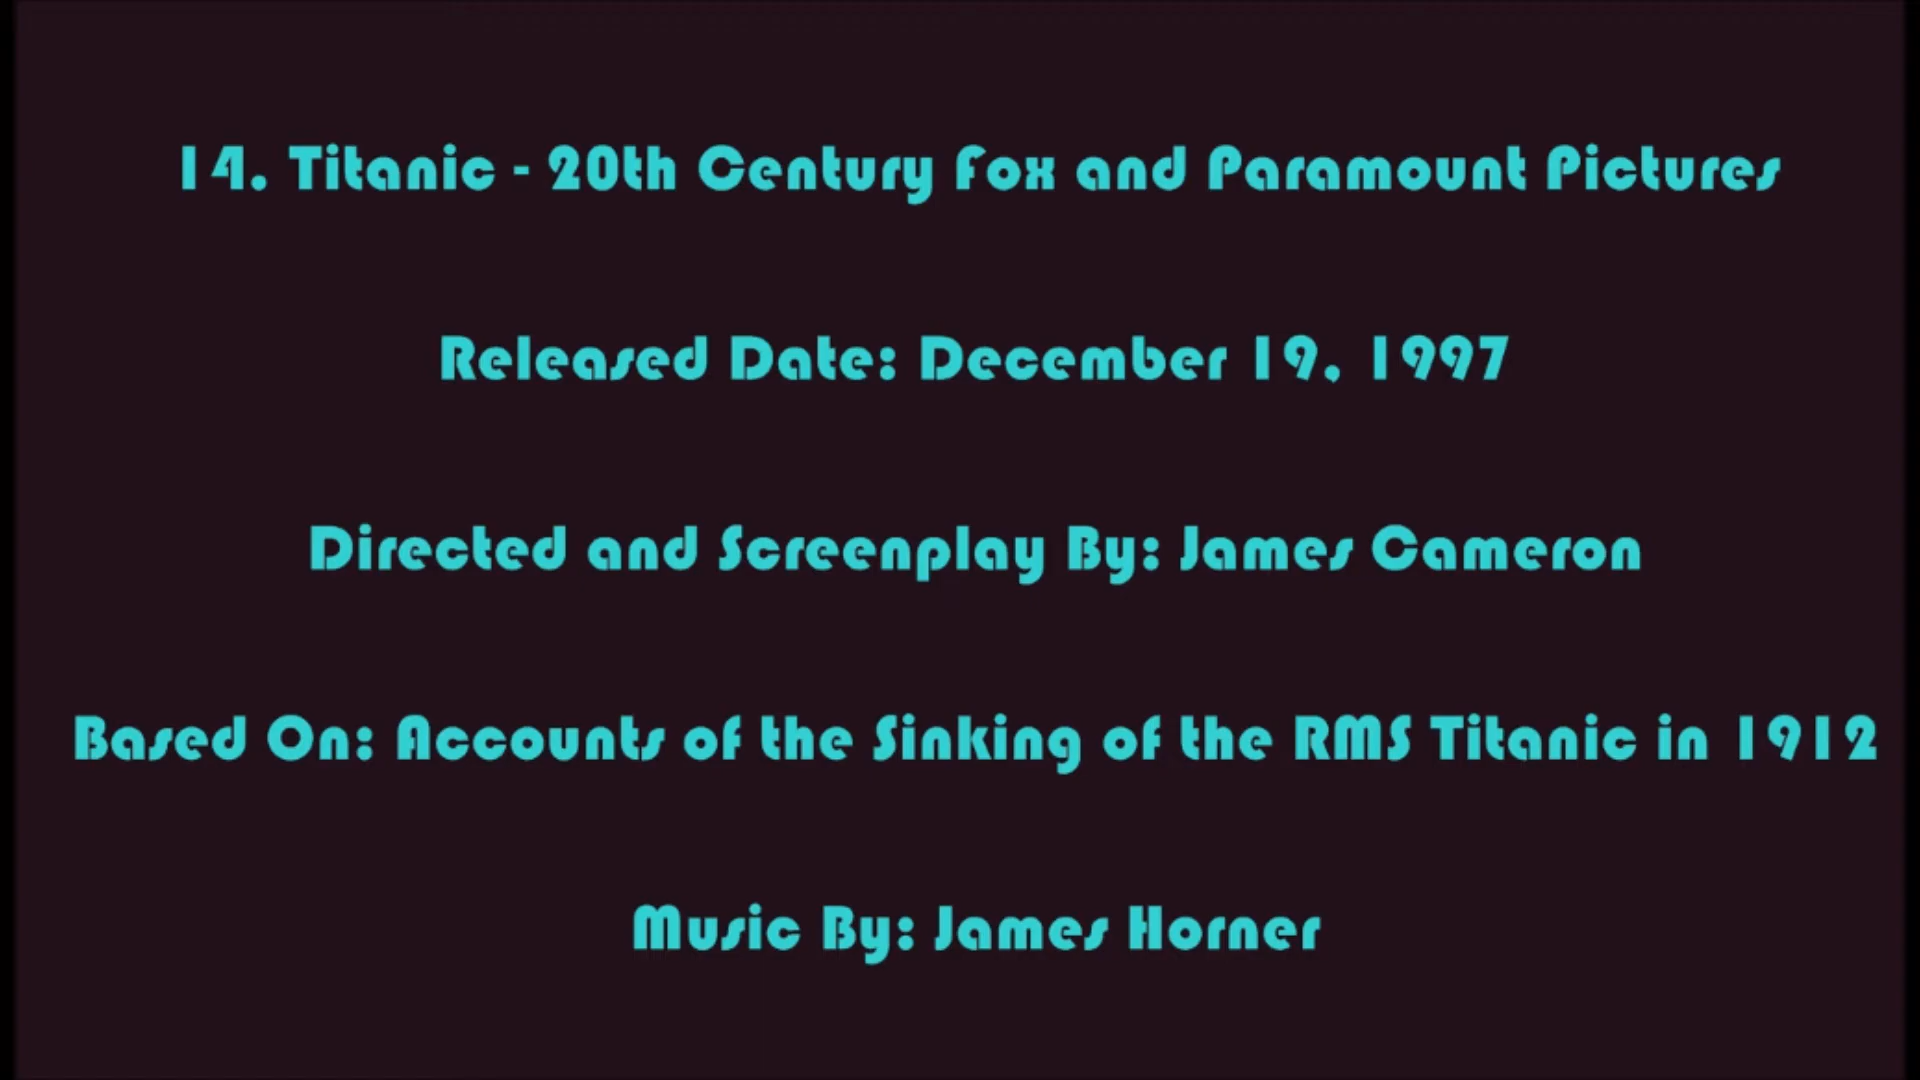 14. Titanic - 20th Century Fox and Paramount Pictures
Released Date: December 19, 1997
Directed and Screenplay By: James Cameron
Based On: Accounts of the Sinking of the RMS Titanic in 1912
Music By: James Horner